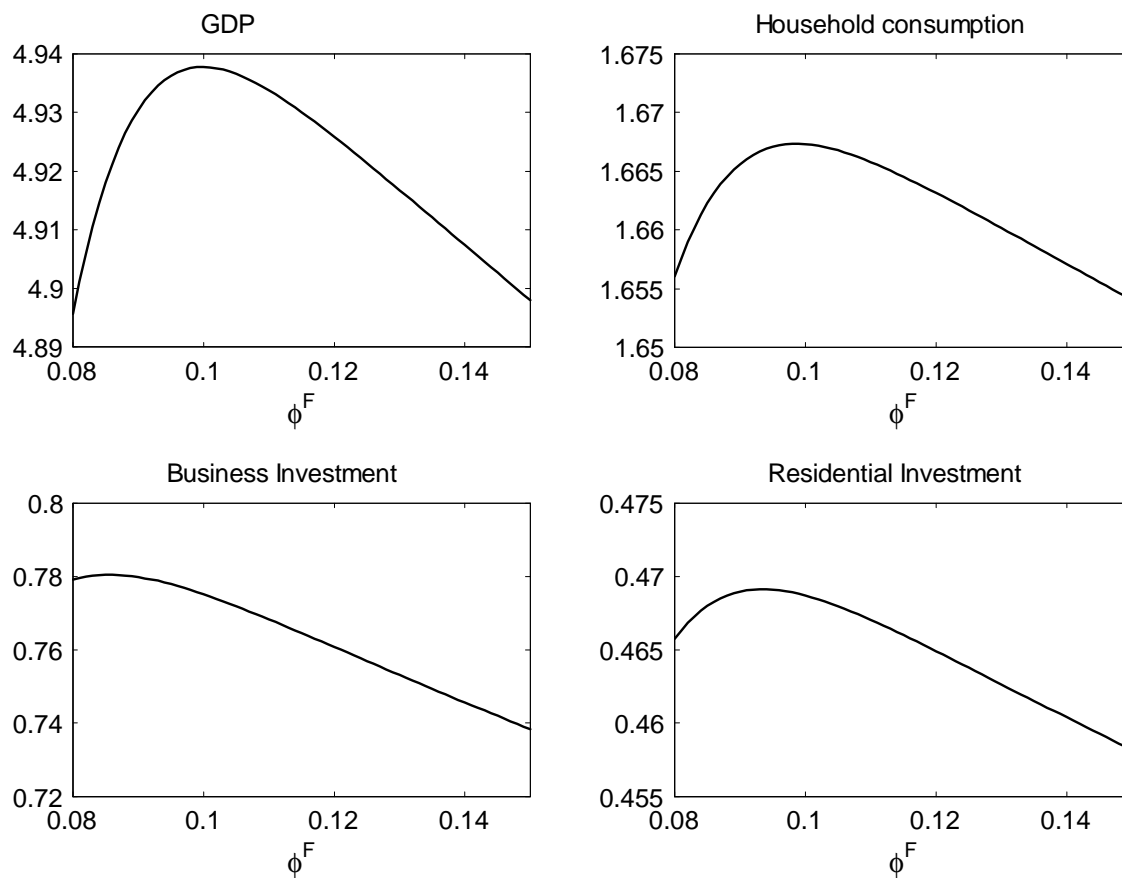 GDP
4.94
4.93
4.92
4.91
4.9
4.89
0.08 0.1 0.12 0.14
ϕ^F
Household consumption
1.675
1.67
1.665
1.66
1.655
1.65
0.08 0.1 0.12 0.14
ϕ^F
Business Investment
0.8
0.78
0.76
0.74
0.72
0.08 0.1 0.12 0.14
ϕ^F
Residential Investment
0.475
0.47
0.465
0.46
0.455
0.08 0.1 0.12 0.14
ϕ^F